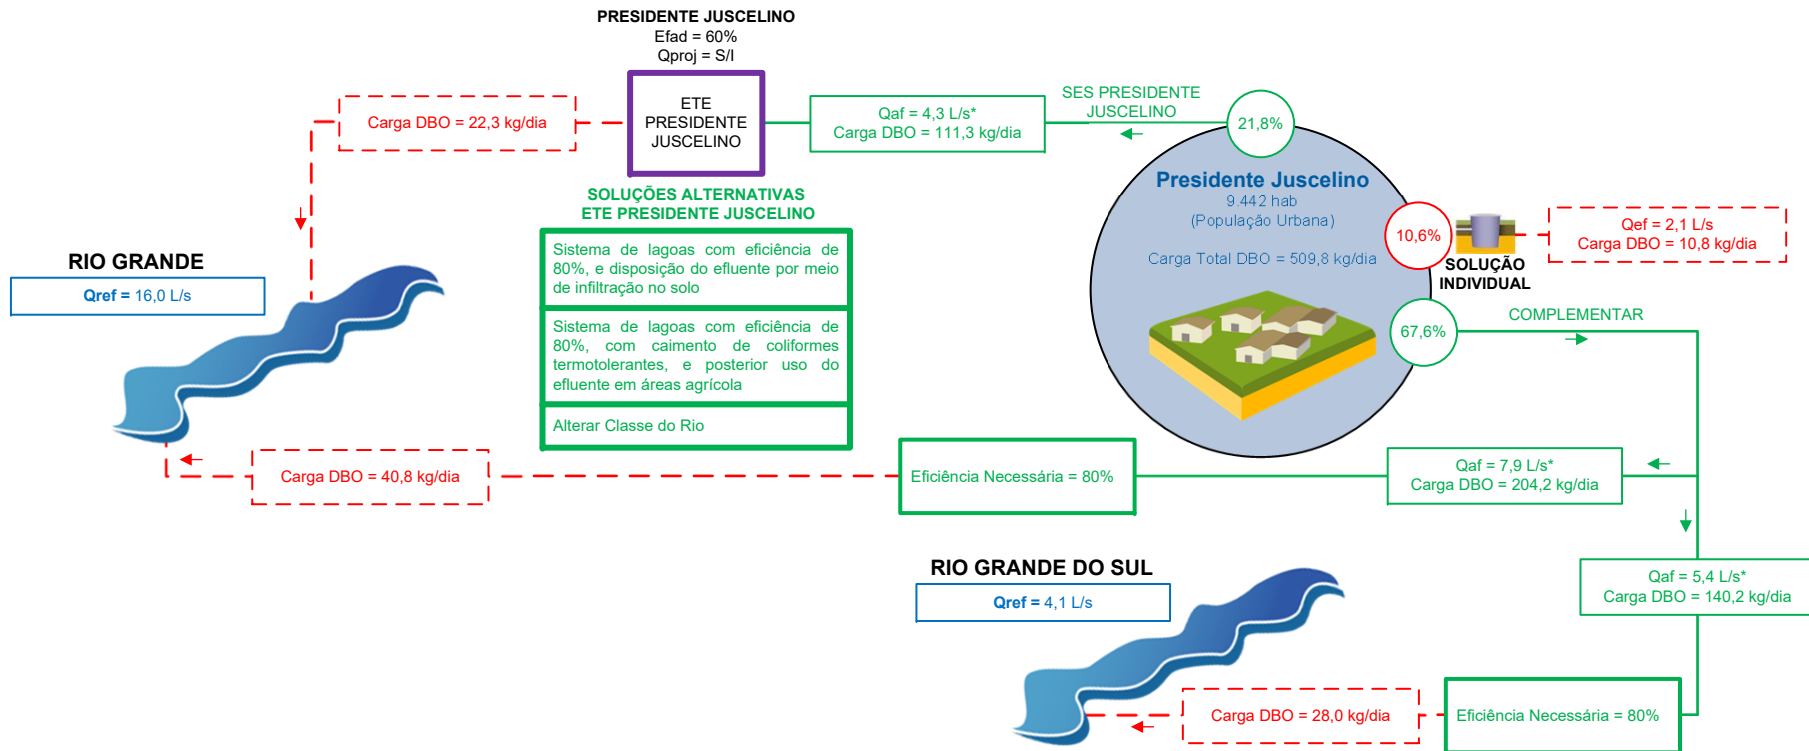 PRESIDENTE JUSCELINO
Efad = 60%
Qproj = S/I
ETE
PRESIDENTE
JUSCELINO
Carga DBO = 22,3 kg/dia
Qaf = 4,3 L/s*
Carga DBO = 111,3 kg/dia
SES PRESIDENTE
JUSCELINO
21,8%
Presidente Juscelino
9.442 hab
(População Urbana)
Carga Total DBO = 509,8 kg/dia
10,6%
SOLUÇÃO
INDIVIDUAL
Qef = 2,1 L/s
Carga DBO = 10,8 kg/dia
67,6%
COMPLEMENTAR
SOLUÇÕES ALTERNATIVAS
ETE PRESIDENTE JUSCELINO
Sistema de lagoas com eficiência de
80%, e disposição do efluente por meio
de infiltração no solo
Sistema de lagoas com eficiência de
80%, com caimento de coliformes
termotolerantes, e posterior uso do
efluente em áreas agrícola
Alterar Classe do Rio
RIO GRANDE
Qref = 16,0 L/s
Carga DBO = 40,8 kg/dia
Eficiência Necessária = 80%
Qaf = 7,9 L/s*
Carga DBO = 204,2 kg/dia
RIO GRANDE DO SUL
Qref = 4,1 L/s
Qaf = 5,4 L/s*
Carga DBO = 140,2 kg/dia
Carga DBO = 28,0 kg/dia
Eficiência Necessária = 80%